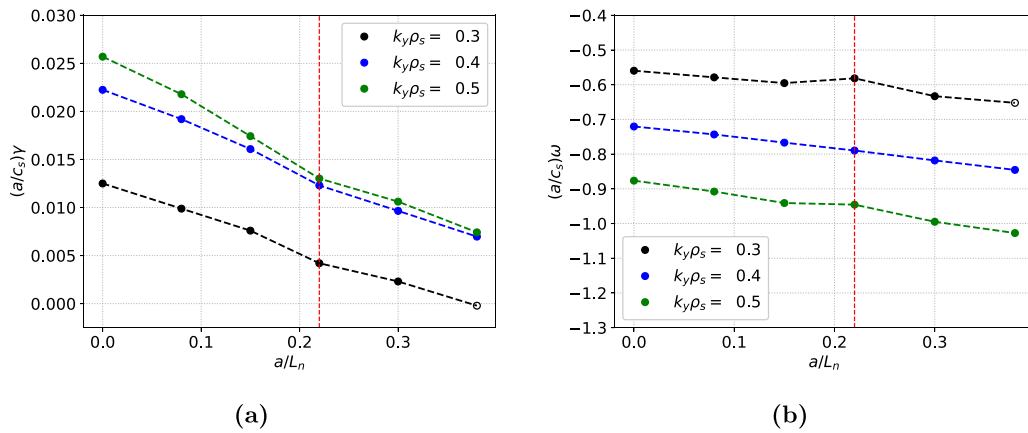 0.030
0.025
0.020
0.015
0.010
0.005
0.000
(a/c_s)γ
k_yρ_s = 0.3
k_yρ_s = 0.4
k_yρ_s = 0.5
0.0 0.1 0.2 0.3
a/L_n
(a)
−0.4
−0.5
−0.6
−0.7
−0.8
−0.9
−1.0
−1.1
−1.2
−1.3
(a/c_s)ω
k_yρ_s = 0.3
k_yρ_s = 0.4
k_yρ_s = 0.5
0.0 0.1 0.2 0.3
a/L_n
(b)